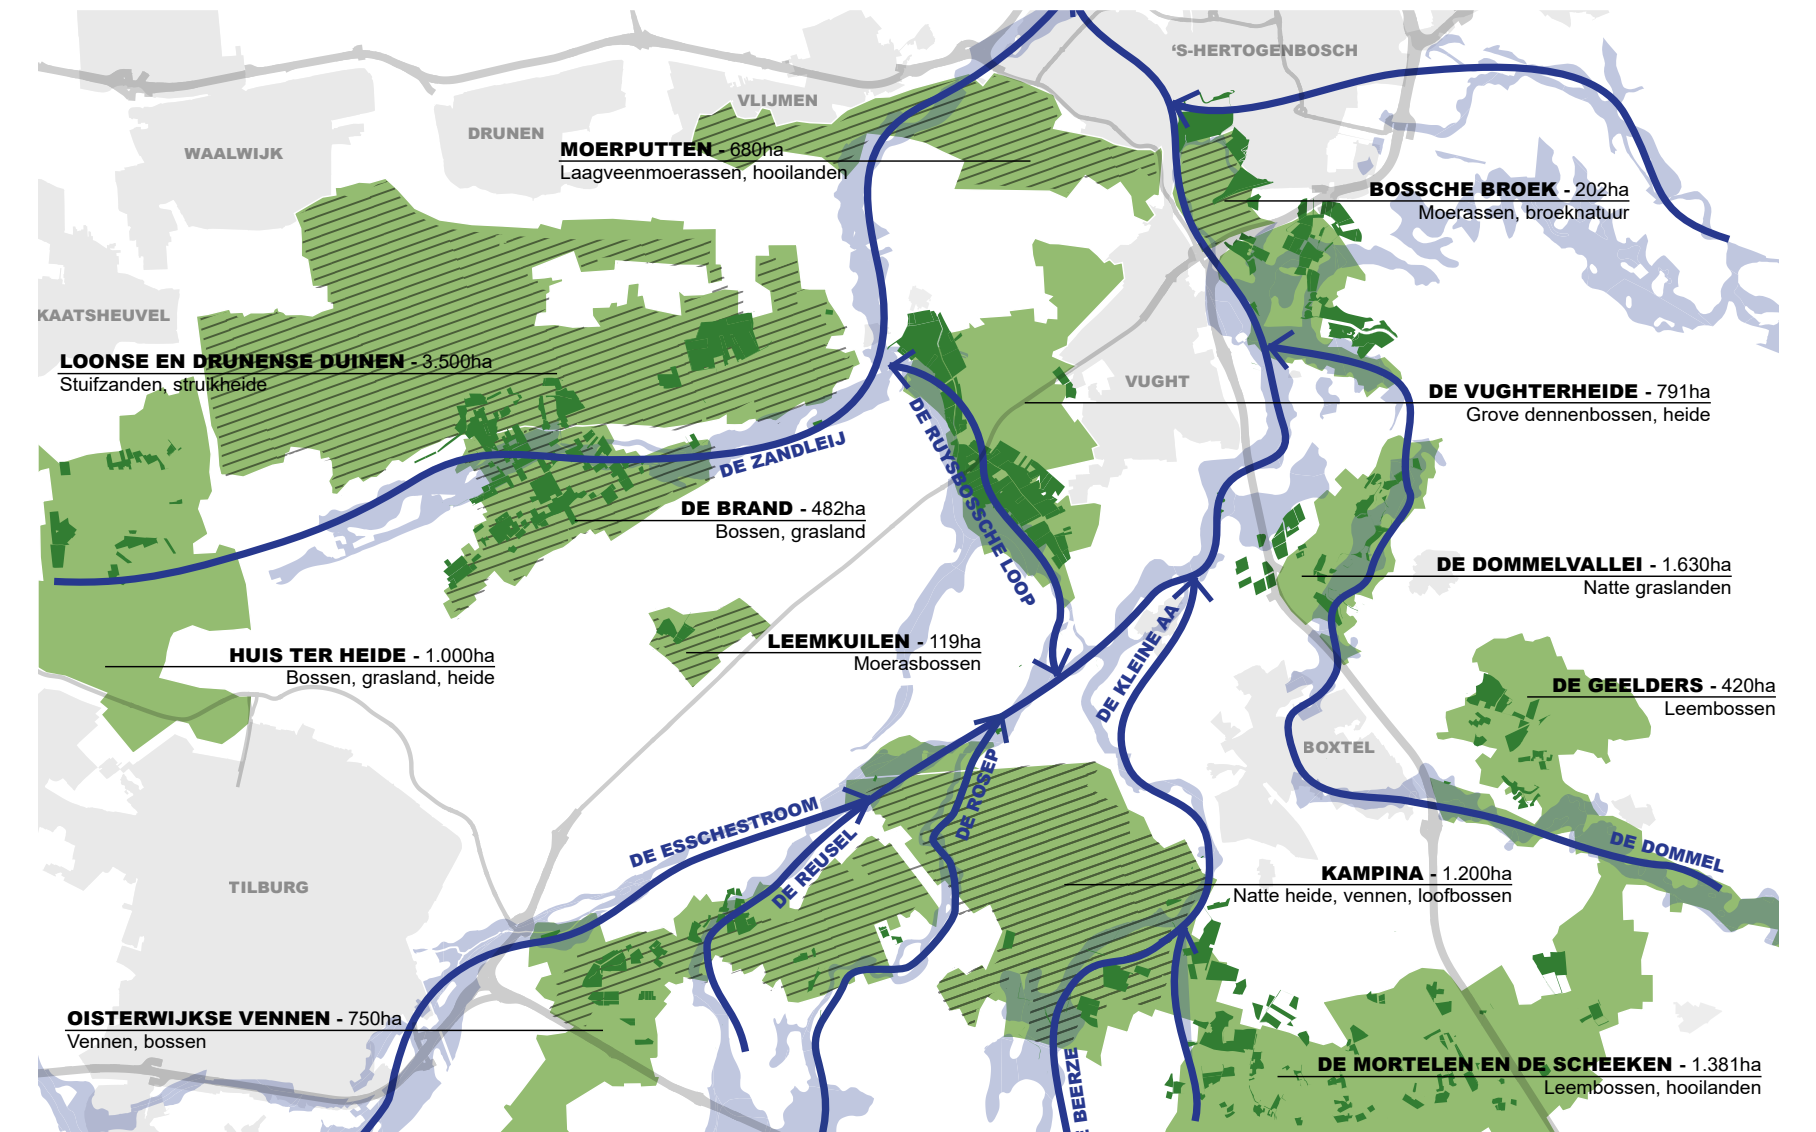 'S-HERTOGENBOSCH
VLIJMEN
DRUNEN
WAALWIJK
MOERPUTTEN - 680ha
Laagveenmoerassen, hooilanden
BOSSCHE BROEK - 202ha
Moerassen, broeknatuur
KAATSHEUVEL
LOONSE EN DRUNENSE DUINEN - 3.500ha
Stuifzanden, struikheide
VUGHT
DE VUGHTERHEIDE - 791ha
Grove dennenbossen, heide
DE ZANDLEIJ
DE RUYSBOSSCHE LOOP
DE BRAND - 482ha
Bossen, grasland
DE DOMMELVALLEI - 1.630ha
Natte graslanden
LEEMKUILEN - 119ha
Moerasbossen
DE KLEINE AA
HUIS TER HEIDE - 1.000ha
Bossen, grasland, heide
DE GEELDERS - 420ha
Leembossen
BOXTEL
DE ROSEP
DE ESSCHESTROOM
DE REUSEL
DE DOMMEL
TILBURG
KAMPINA - 1.200ha
Natte heide, vennen, loofbossen
OISTERWIJKSE VENNEN - 750ha
Vennen, bossen
DE MORTELEN EN DE SCHEEKEN - 1.381ha
Leembossen, hooilanden
BEERZE